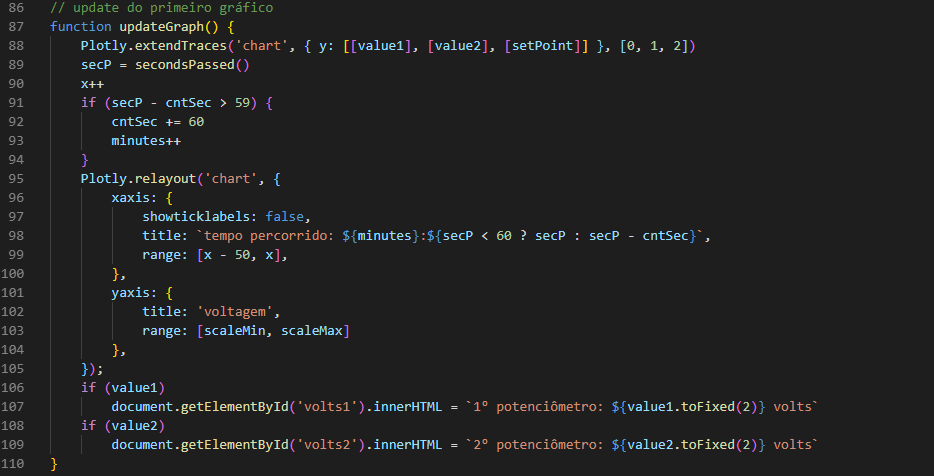 86 // update do primeiro gráfico
87 function updateGraph() {
88 Plotly.extendTraces('chart', { y: [[value1], [value2], [setPoint]] }, [0, 1, 2])
89 secP = secondsPassed()
90 x++
91 if (secP - cntSec > 59) {
92 cntSec += 60
93 minutes++
94 }
95 Plotly.relayout('chart', {
96 xaxis: {
97 showticklabels: false,
98 title: `tempo percorrido: ${minutes}:${secP < 60 ? secP : secP - cntSec}`,
99 range: [x - 50, x],
100 },
101 yaxis: {
102 title: 'voltagem',
103 range: [scaleMin, scaleMax]
104 },
105 });
106 if (value1)
107 document.getElementById('volts1').innerHTML = `1º potenciômetro: ${value1.toFixed(2)} volts`
108 if (value2)
109 document.getElementById('volts2').innerHTML = `2º potenciômetro: ${value2.toFixed(2)} volts`
110 }